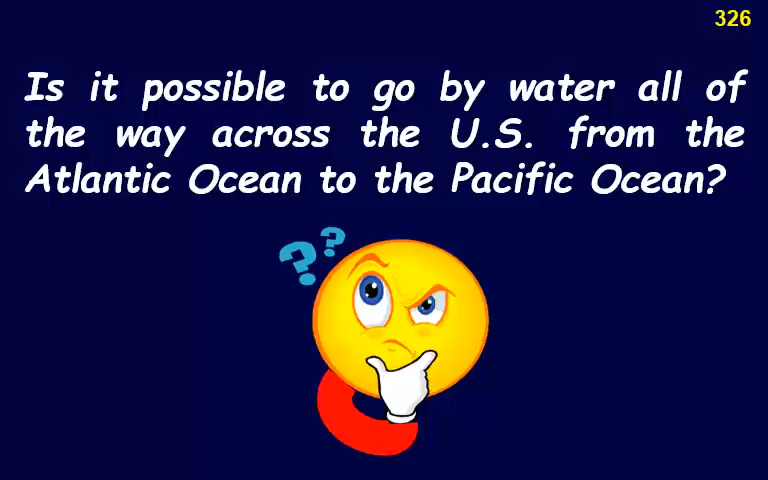 326
Is it possible to go by water all of
the way across the U.S. from the
Atlantic Ocean to the Pacific Ocean?
? ?